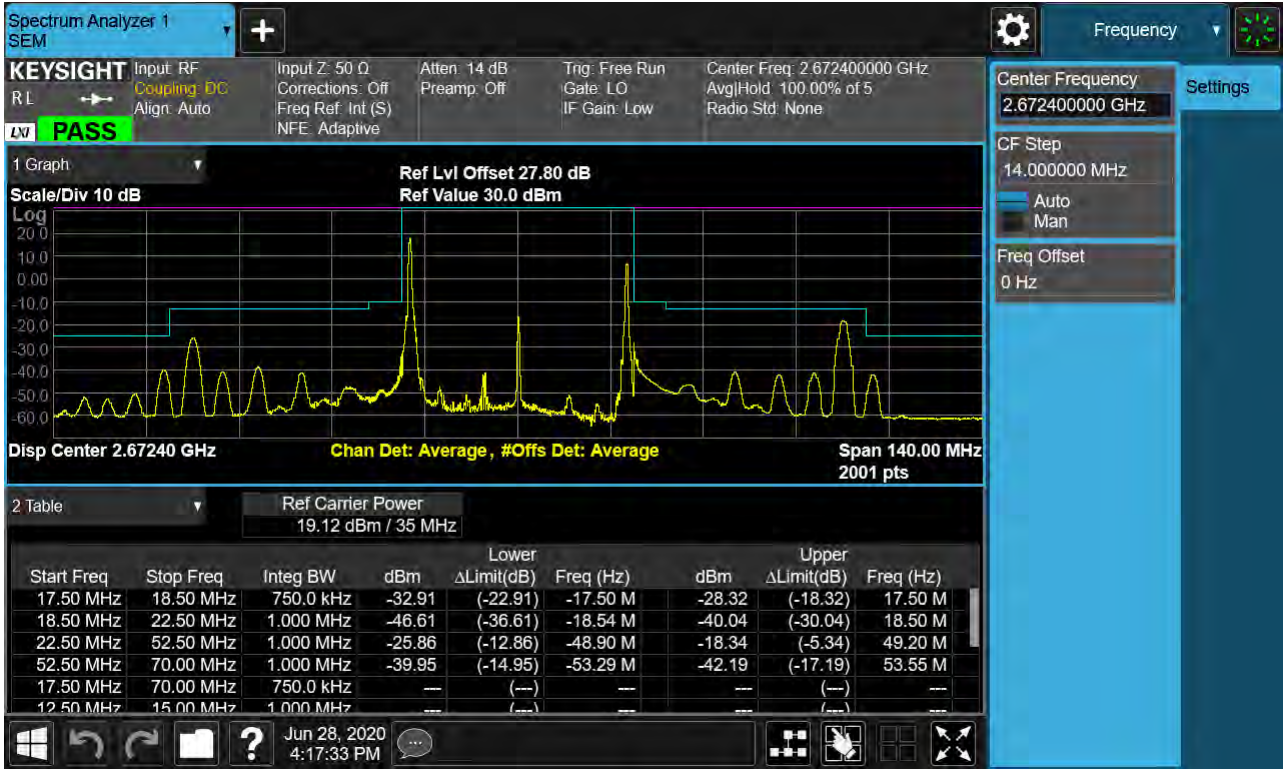 Spectrum Analyzer 1
SEM
Frequency
KEYSIGHT
R L
LXI
PASS
Input: RF
Coupling: DC
Align: Auto
Input Z: 50 Ω
Corrections: Off
Freq Ref: Int (S)
NFE: Adaptive
Atten: 14 dB
Preamp: Off
Trig: Free Run
Gate: LO
IF Gain: Low
Center Freq: 2.672400000 GHz
Avg|Hold: 100.00% of 5
Radio Std: None
Center Frequency
2.672400000 GHz
Settings
CF Step
14.000000 MHz
Auto
Man
Freq Offset
0 Hz
1 Graph
Ref Lvl Offset 27.80 dB
Scale/Div 10 dB
Ref Value 30.0 dBm
Log
20.0
10.0
0.00
-10.0
-20.0
-30.0
-40.0
-50.0
-60.0
Disp Center 2.67240 GHz
Chan Det: Average, #Offs Det: Average
Span 140.00 MHz
2001 pts
2 Table
Ref Carrier Power
19.12 dBm / 35 MHz
Lower Upper
Start Freq Stop Freq Integ BW dBm ΔLimit(dB) Freq (Hz) dBm ΔLimit(dB) Freq (Hz)
17.50 MHz 18.50 MHz 750.0 kHz -32.91 (-22.91) -17.50 M -28.32 (-18.32) 17.50 M
18.50 MHz 22.50 MHz 1.000 MHz -46.61 (-36.61) -18.54 M -40.04 (-30.04) 18.50 M
22.50 MHz 52.50 MHz 1.000 MHz -25.86 (-12.86) -48.90 M -18.34 (-5.34) 49.20 M
52.50 MHz 70.00 MHz 1.000 MHz -39.95 (-14.95) -53.29 M -42.19 (-17.19) 53.55 M
17.50 MHz 70.00 MHz 750.0 kHz --- (---) --- --- (---) ---
12.50 MHz 15.00 MHz 1.000 MHz --- (---) --- --- (---) ---
Jun 28, 2020
4:17:33 PM